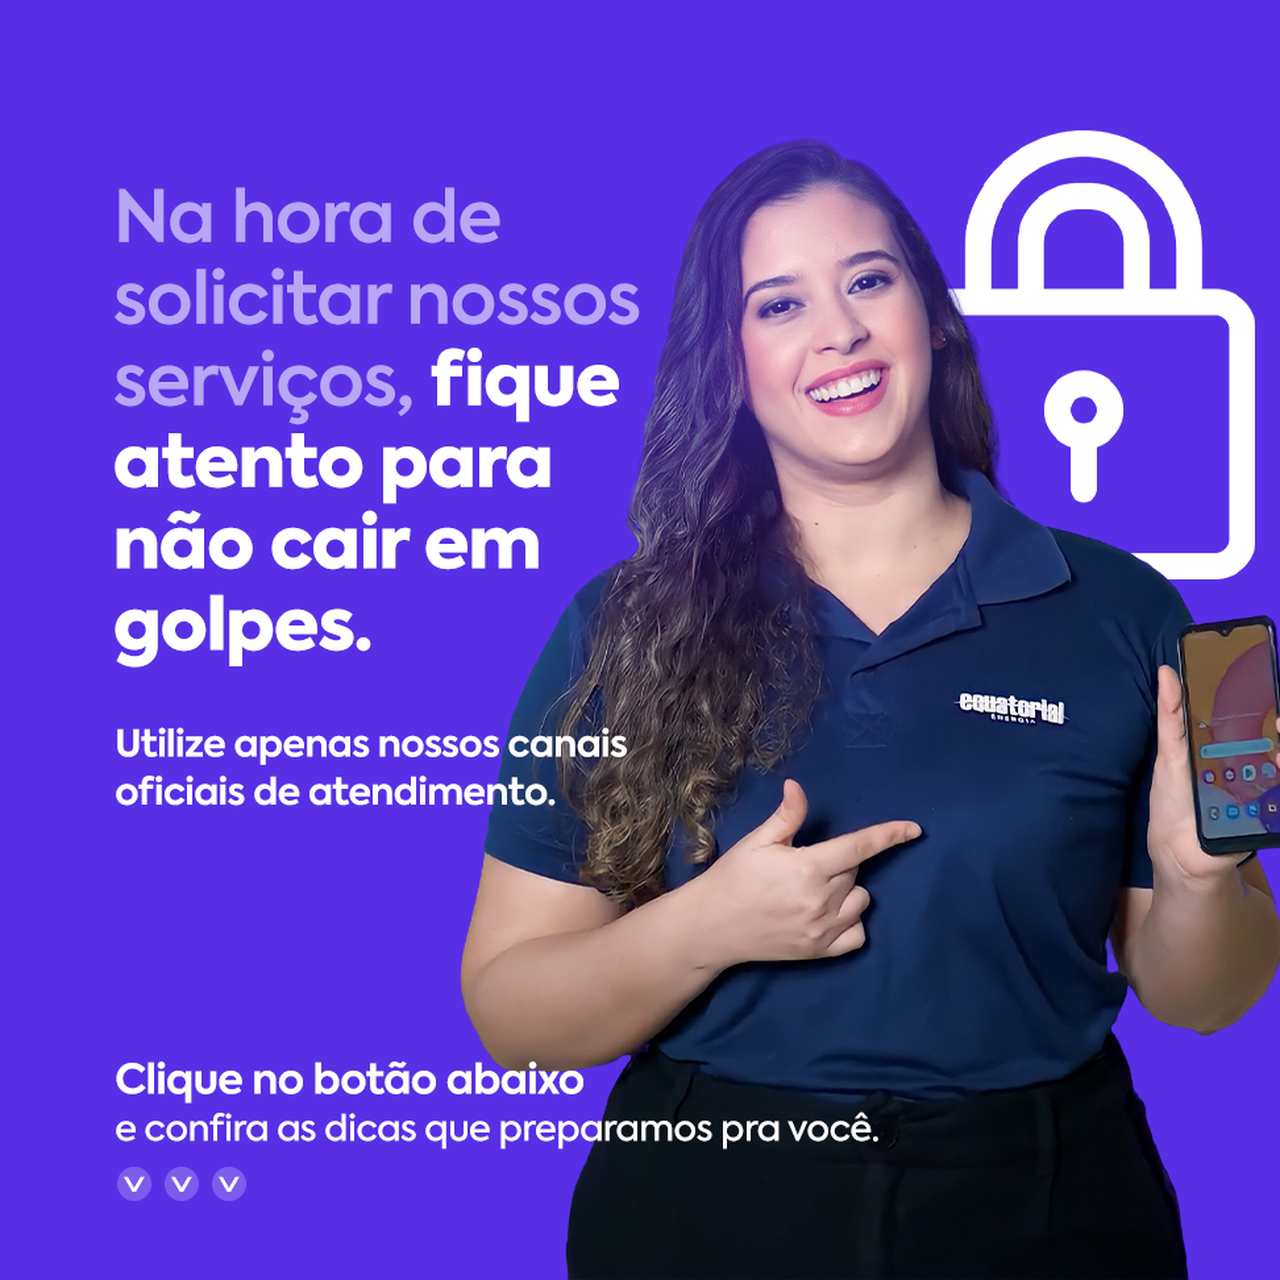 Na hora de
solicitar nossos
serviços, fique
atento para
não cair em
golpes.
Utilize apenas nossos canais
oficiais de atendimento.
equatorial
ENERGIA
Clique no botão abaixo
e confira as dicas que preparamos pra você.